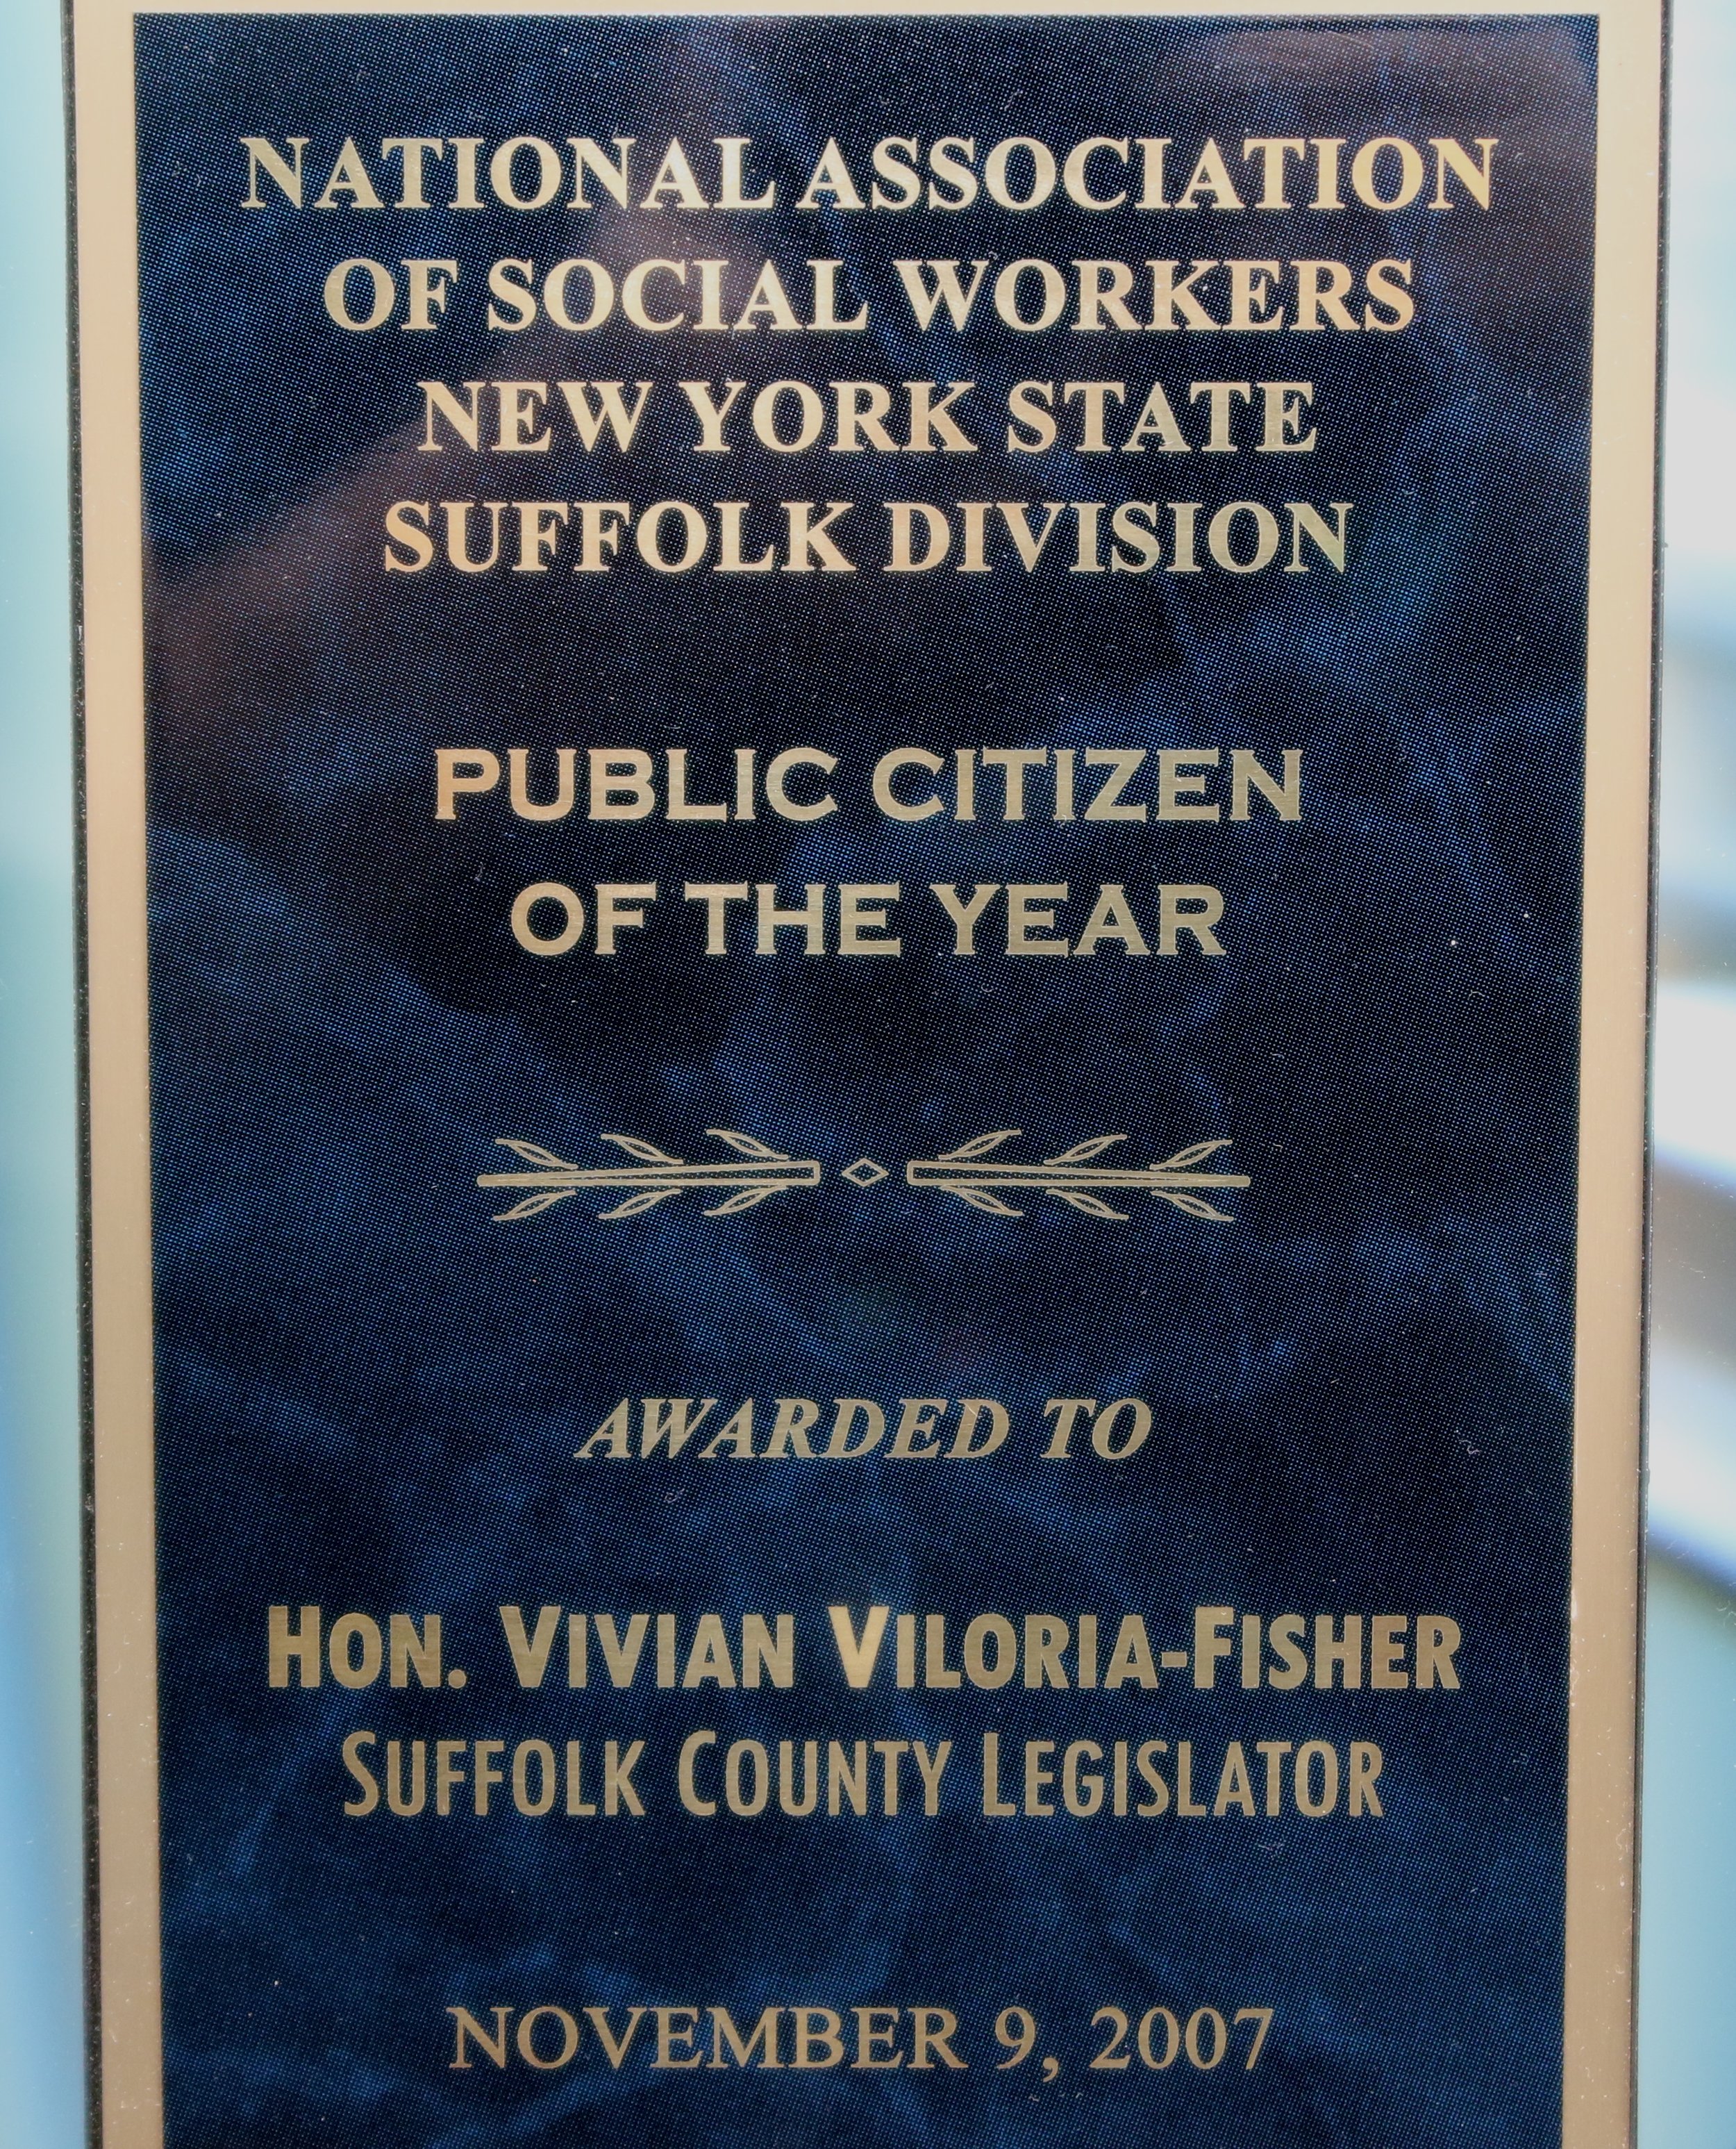 NATIONAL ASSOCIATION
OF SOCIAL WORKERS
NEW YORK STATE
SUFFOLK DIVISION
PUBLIC CITIZEN
OF THE YEAR
AWARDED TO
HON. VIVIAN VILORIA-FISHER
SUFFOLK COUNTY LEGISLATOR
NOVEMBER 9, 2007